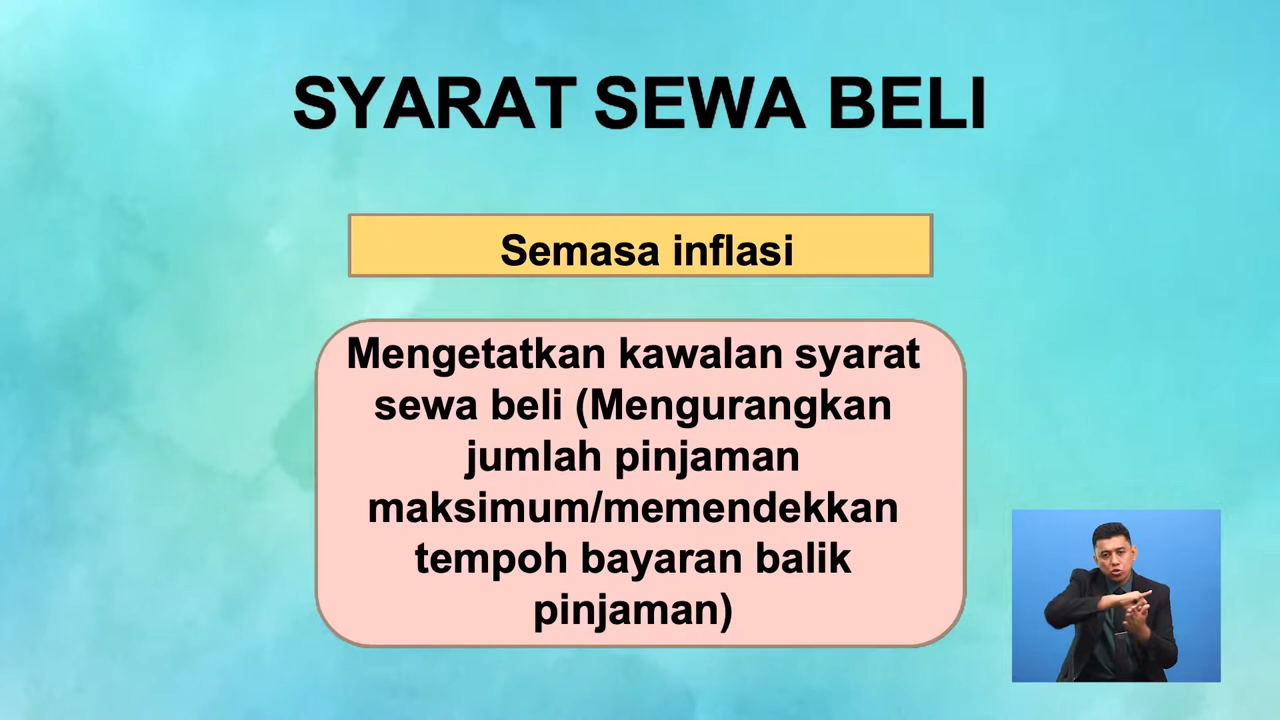 SYARAT SEWA BELI
Semasa inflasi
Mengetatkan kawalan syarat
sewa beli (Mengurangkan
jumlah pinjaman
maksimum/memendekkan
tempoh bayaran balik
pinjaman)